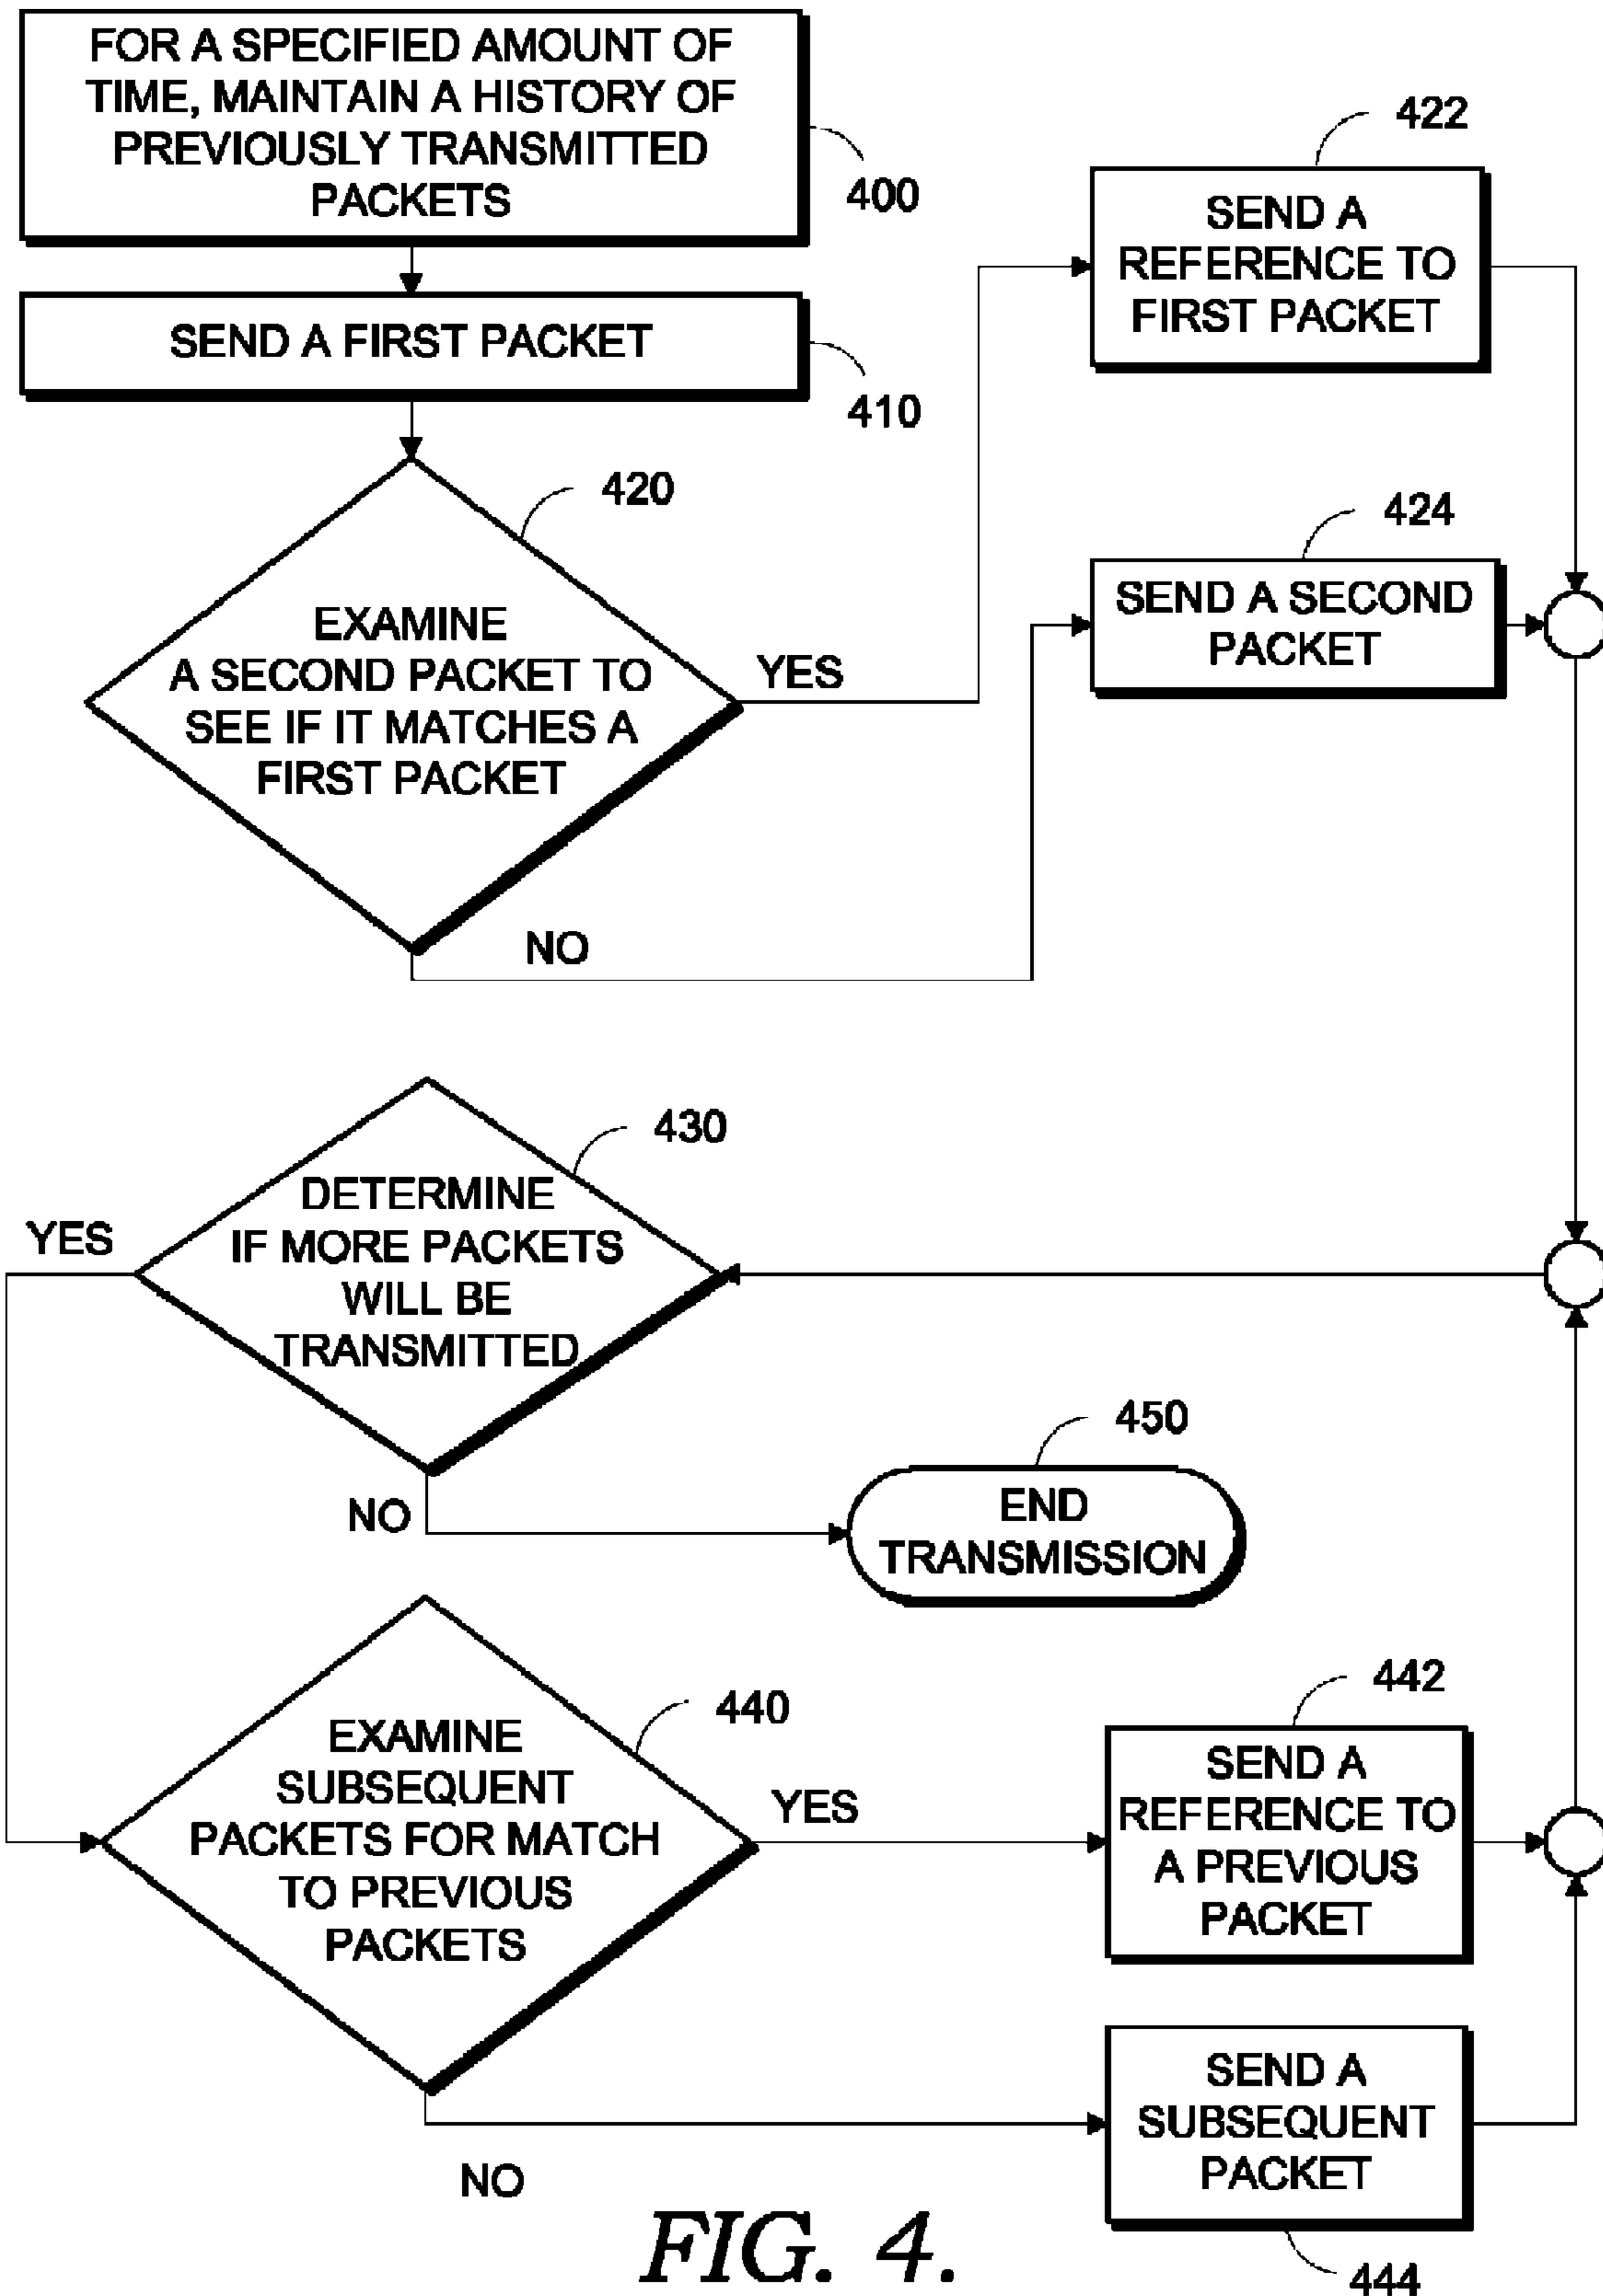 FOR A SPECIFIED AMOUNT OF
TIME, MAINTAIN A HISTORY OF
PREVIOUSLY TRANSMITTED
PACKETS
400
SEND A FIRST PACKET
410
420
EXAMINE
A SECOND PACKET TO
SEE IF IT MATCHES A
FIRST PACKET
YES
NO
422
SEND A
REFERENCE TO
FIRST PACKET
424
SEND A SECOND
PACKET
430
DETERMINE
IF MORE PACKETS
WILL BE
TRANSMITTED
YES
NO
450
END
TRANSMISSION
440
EXAMINE
SUBSEQUENT
PACKETS FOR MATCH
TO PREVIOUS
PACKETS
YES
NO
442
SEND A
REFERENCE TO
A PREVIOUS
PACKET
SEND A
SUBSEQUENT
PACKET
444
FIG. 4.